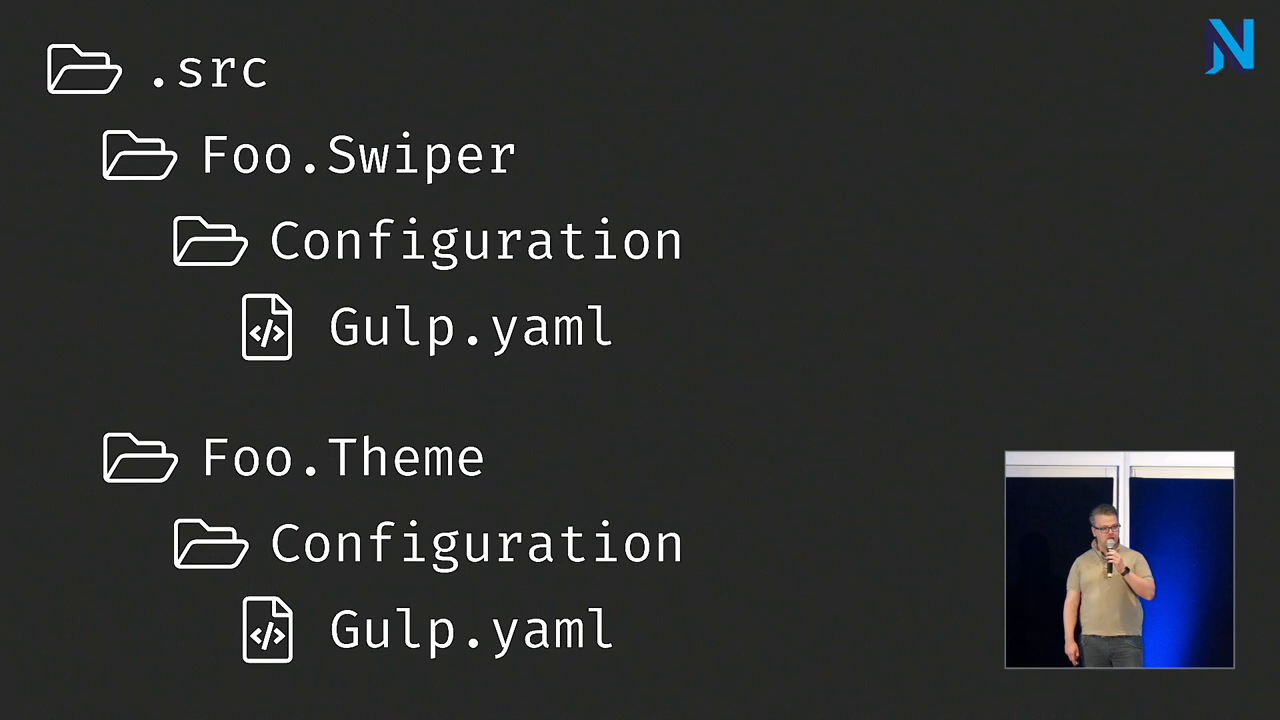 .src
Foo.Swiper
Configuration
Gulp.yaml
Foo.Theme
Configuration
Gulp.yaml